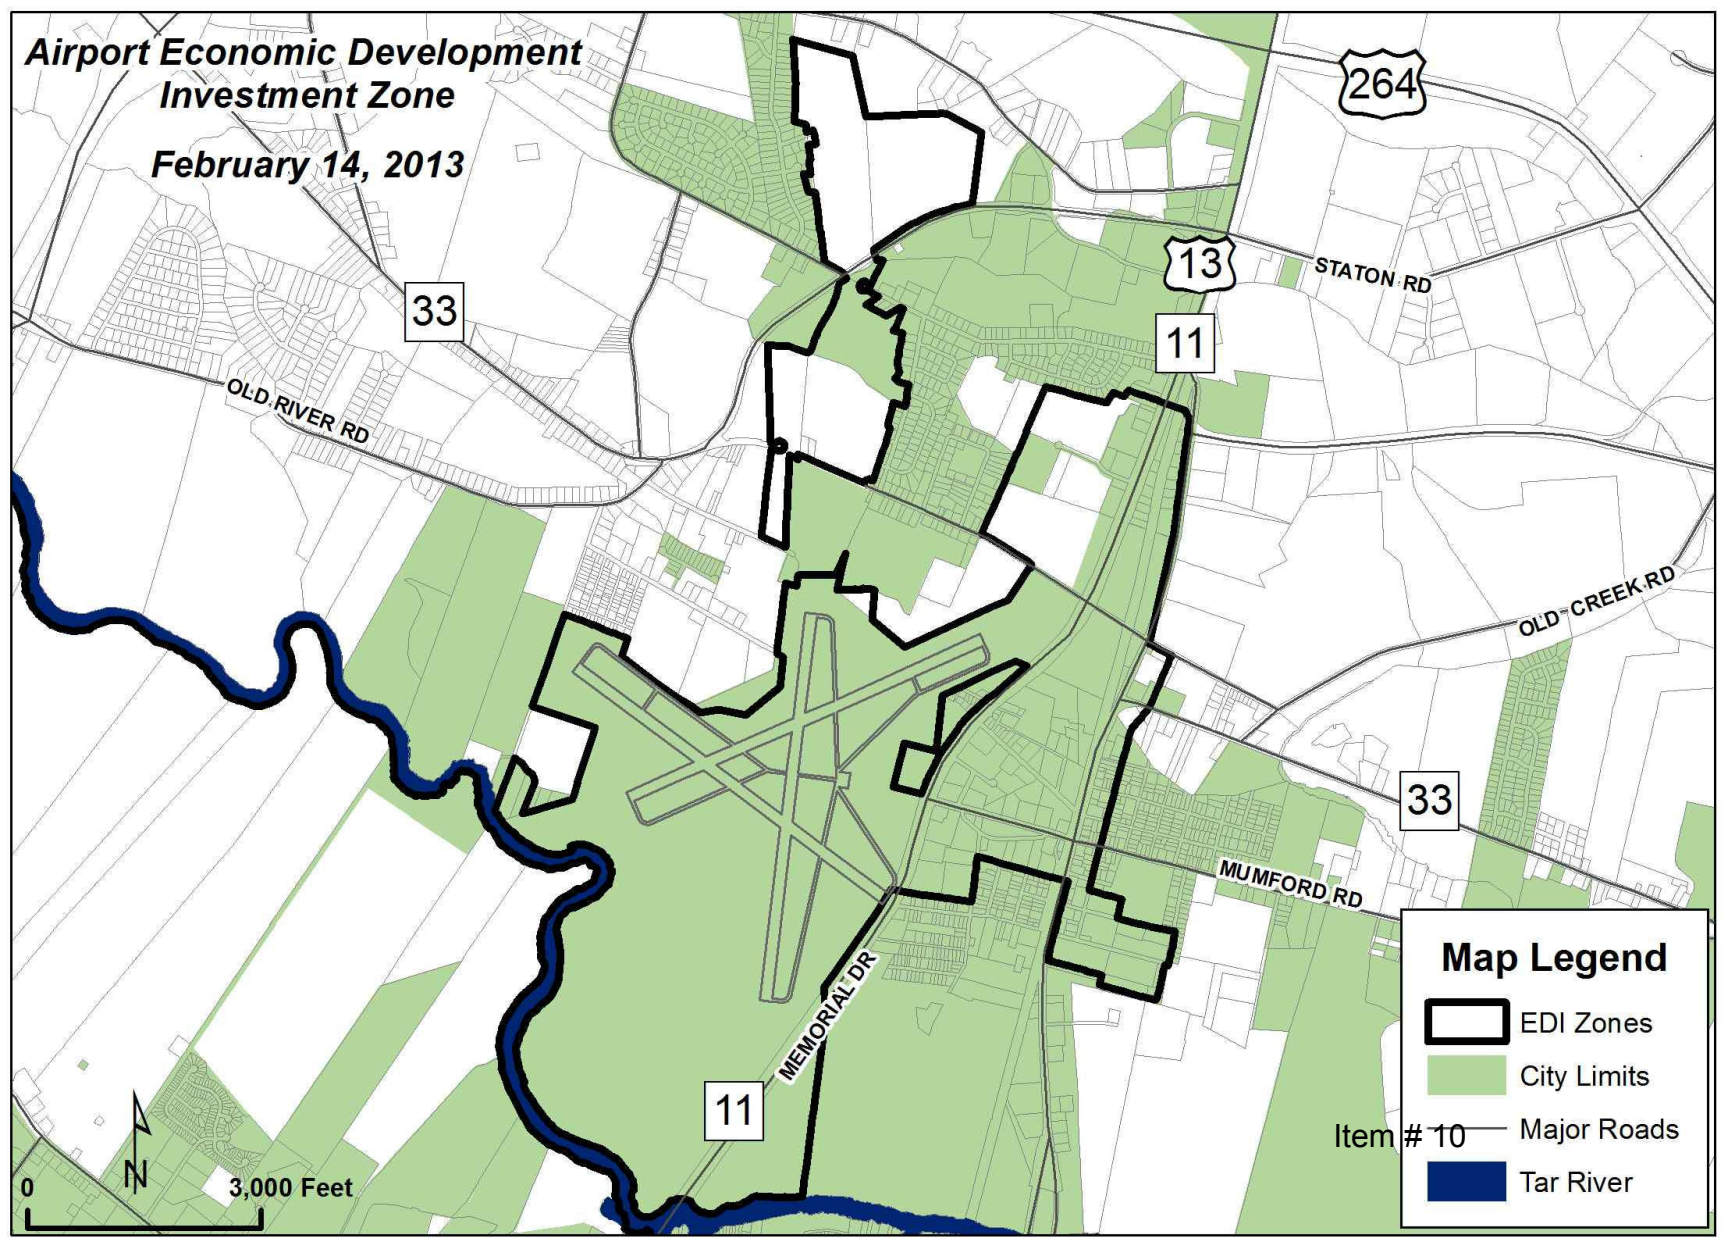 Airport Economic Development
Investment Zone
February 14, 2013
264
13
STATON RD
33
11
OLD RIVER RD
OLD CREEK RD
33
MUMFORD RD
MEMORIAL DR
11
N
0
3,000 Feet
Map Legend
EDI Zones
City Limits
Major Roads
Tar River
Item # 10